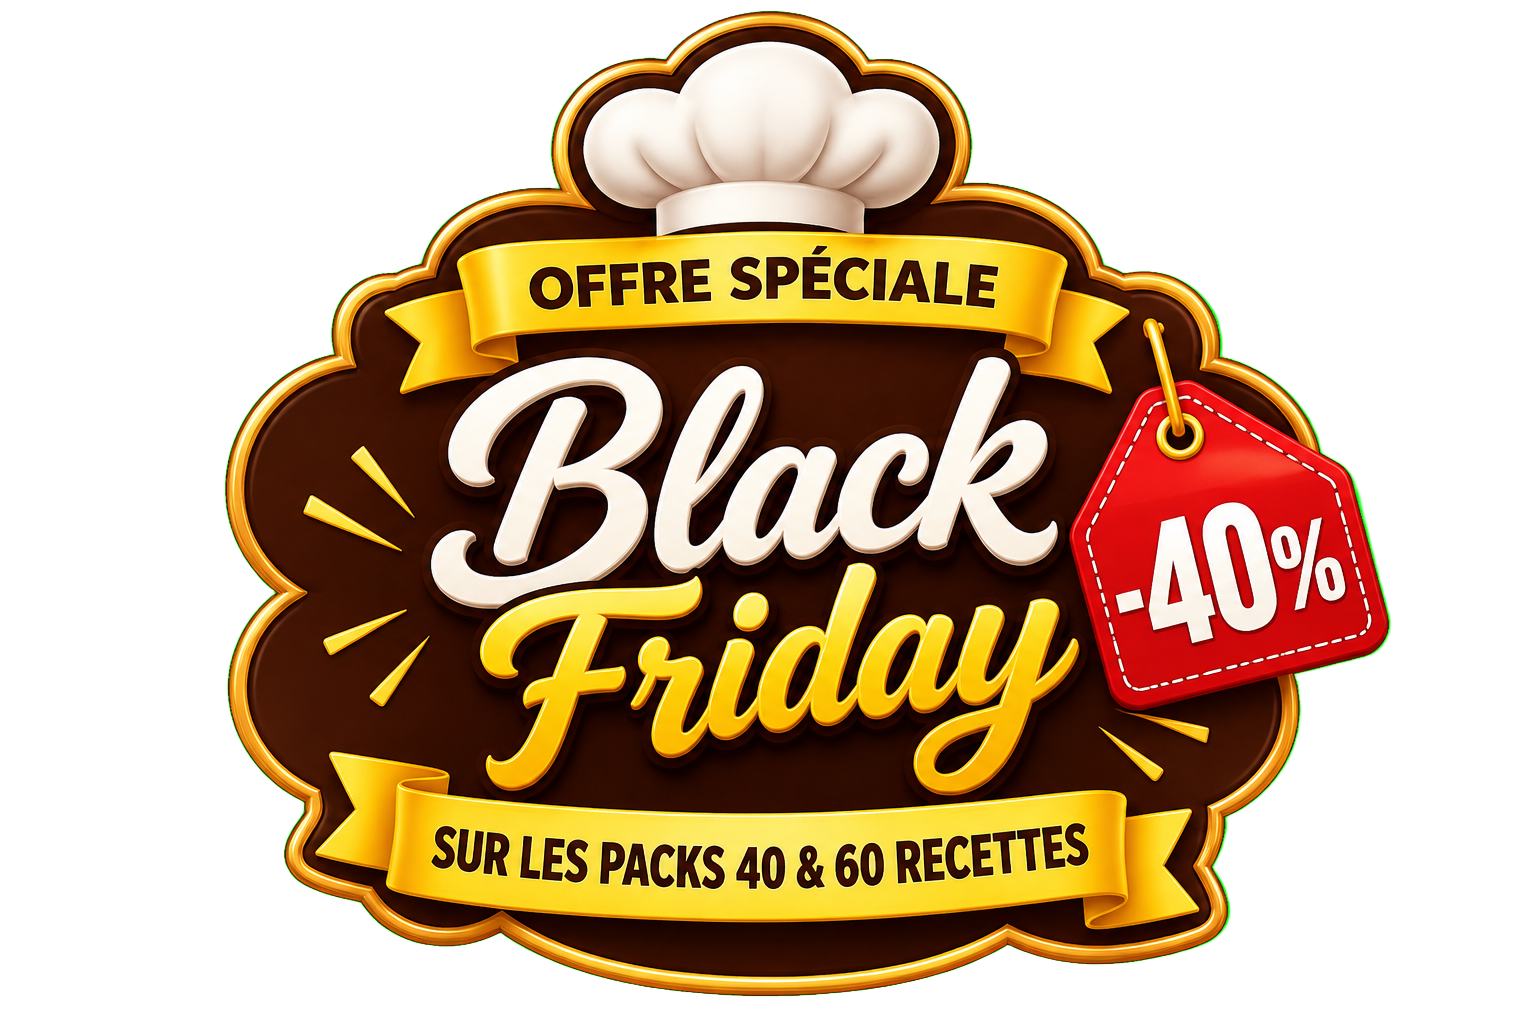 OFFRE SPÉCIALE
Black
Friday
-40%
SUR LES PACKS 40 & 60 RECETTES